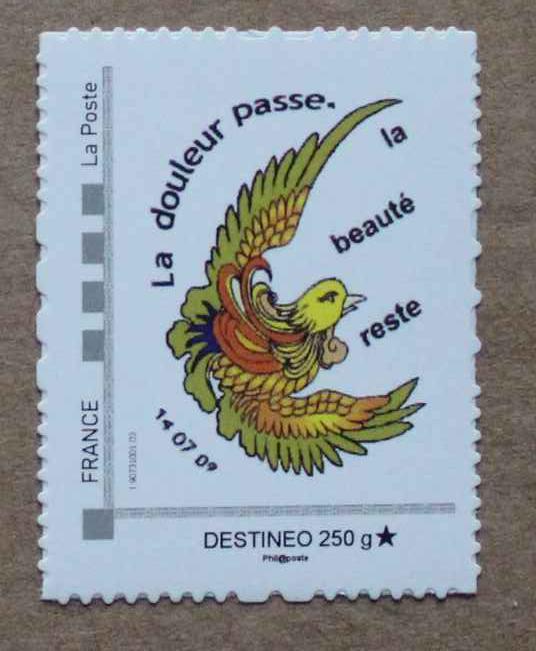 La Poste
FRANCE
La douleur passe,
la
beauté
reste
14 07 09
DESTINEO 250 g★
Phil@poste